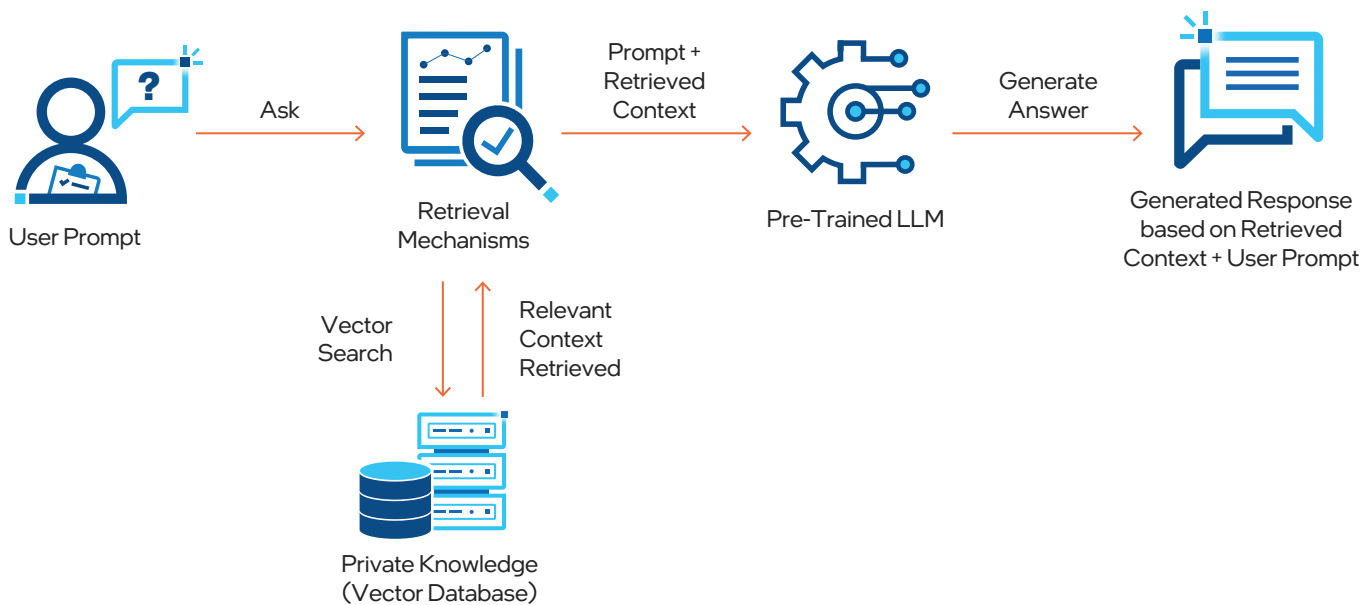 ?
User Prompt
Ask
Retrieval
Mechanisms
Prompt +
Retrieved
Context
Pre-Trained LLM
Generate
Answer
Generated Response
based on Retrieved
Context + User Prompt
Vector
Search
Relevant
Context
Retrieved
Private Knowledge
(Vector Database)